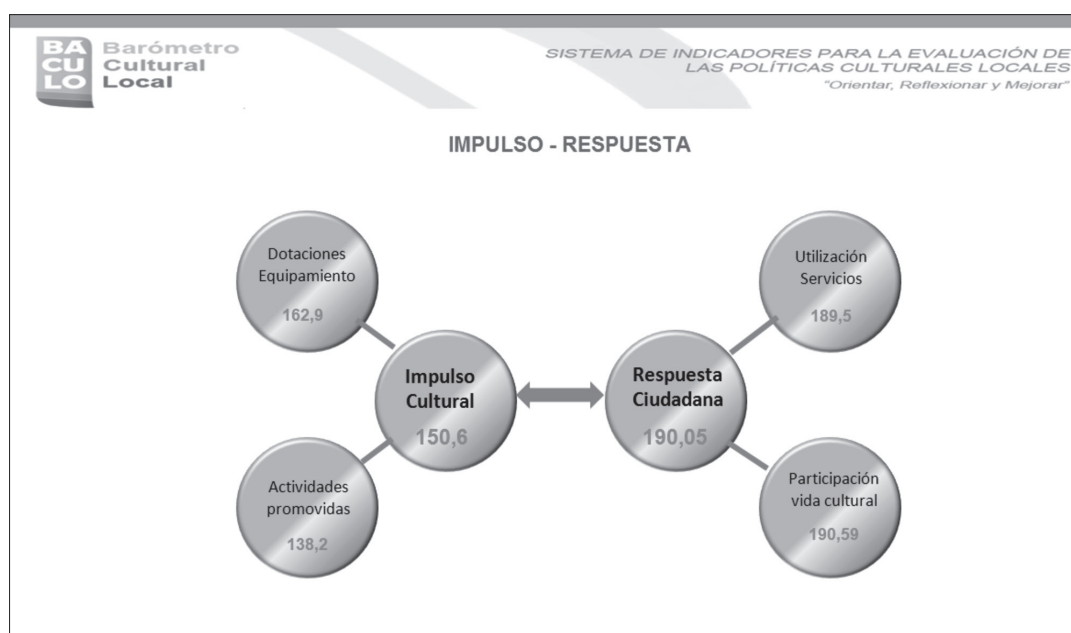 BA
CU
LO
Barómetro
Cultural
Local
SISTEMA DE INDICADORES PARA LA EVALUACIÓN DE
LAS POLÍTICAS CULTURALES LOCALES
"Orientar, Reflexionar y Mejorar"
IMPULSO - RESPUESTA
Dotaciones
Equipamiento
162,9
Utilización
Servicios
189,5
Impulso
Cultural
150,6
Respuesta
Ciudadana
190,05
Actividades
promovidas
138,2
Participación
vida cultural
190,59